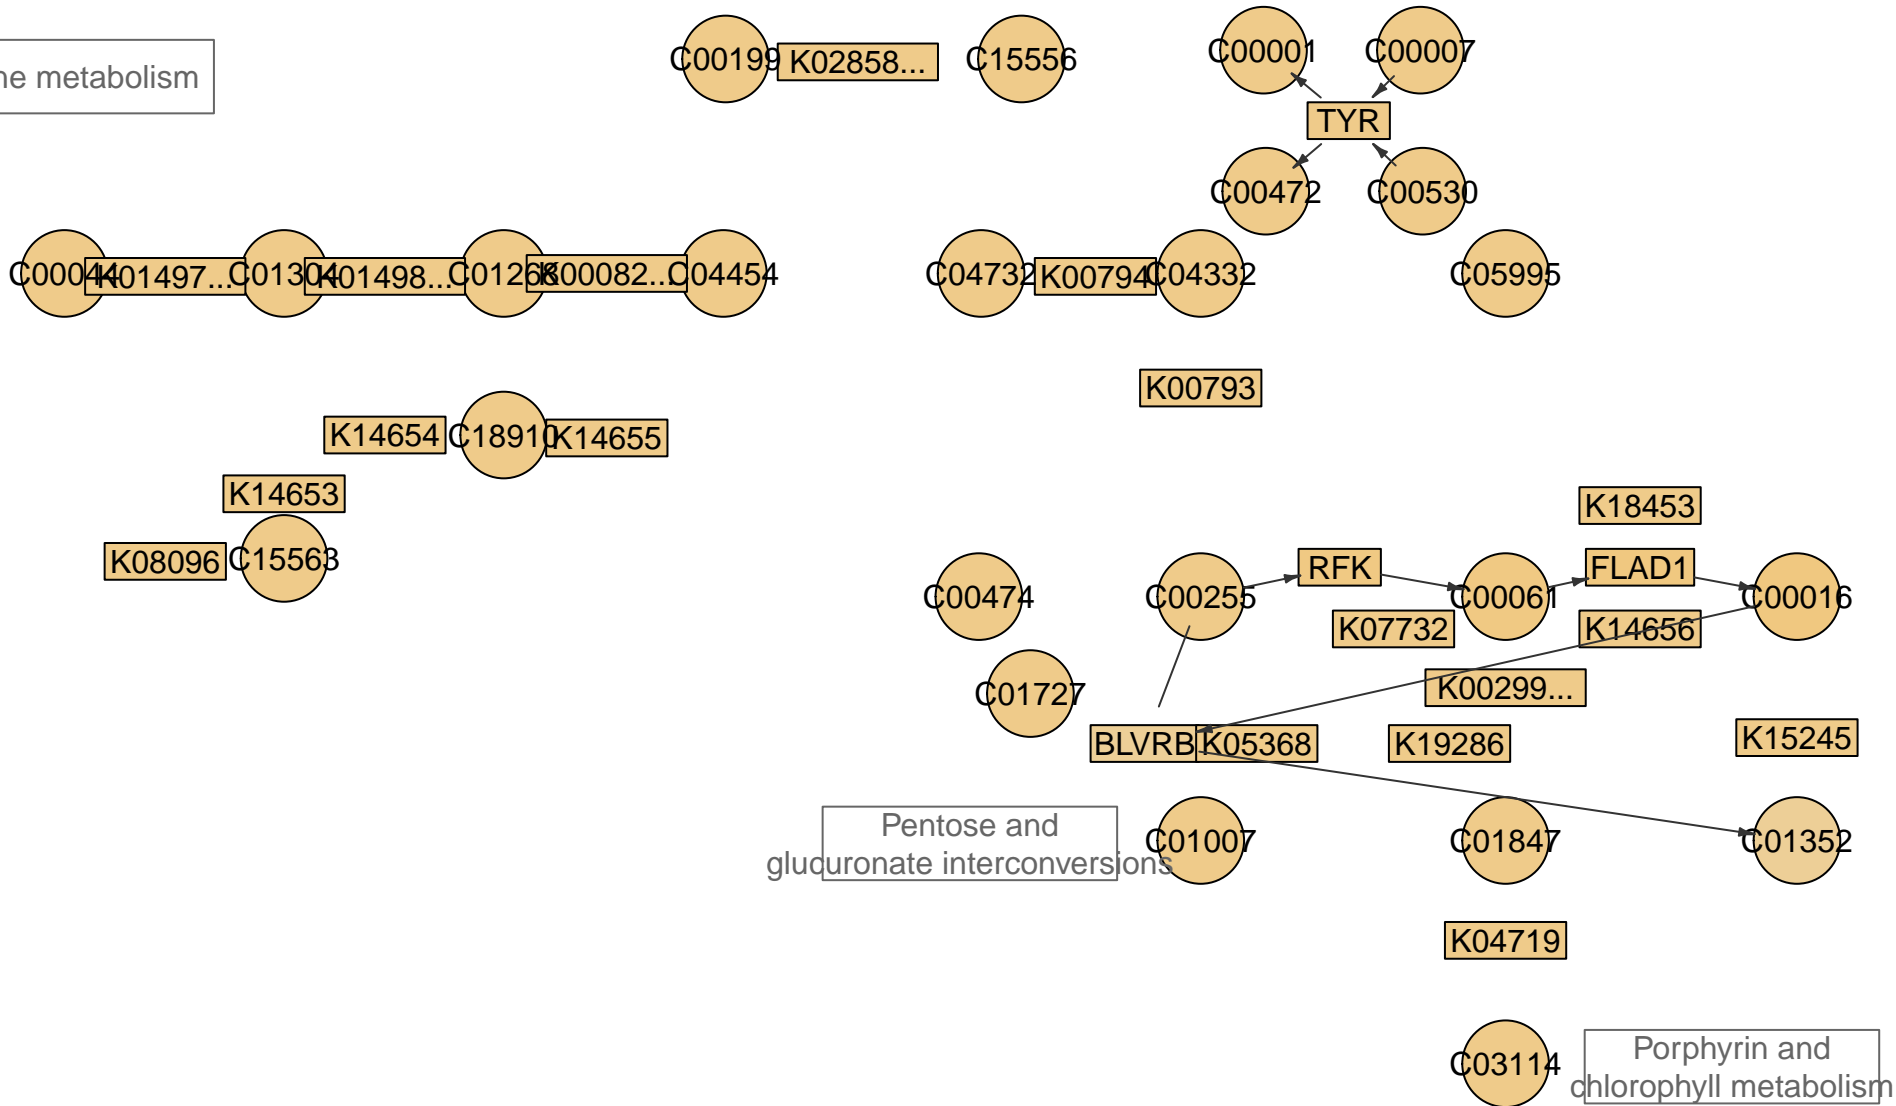 ne metabolism
C00199
K02858...
C15556
C00001
C00007
TYR
C00472
C00530
C00044
K01497...
C01304
K01498...
C01268
K00082...
C04454
C04732
K00794
C04332
C05995
K00793
K14654
C18910
K14655
K14653
K08096
C15563
K18453
C00474
C00255
RFK
C00061
FLAD1
C00016
K07732
K14656
C01727
K00299...
BLVRB
K05368
K19286
K15245
Pentose and
glucuronate interconversions
C01007
C01847
C01352
K04719
C03114
Porphyrin and
chlorophyll metabolism